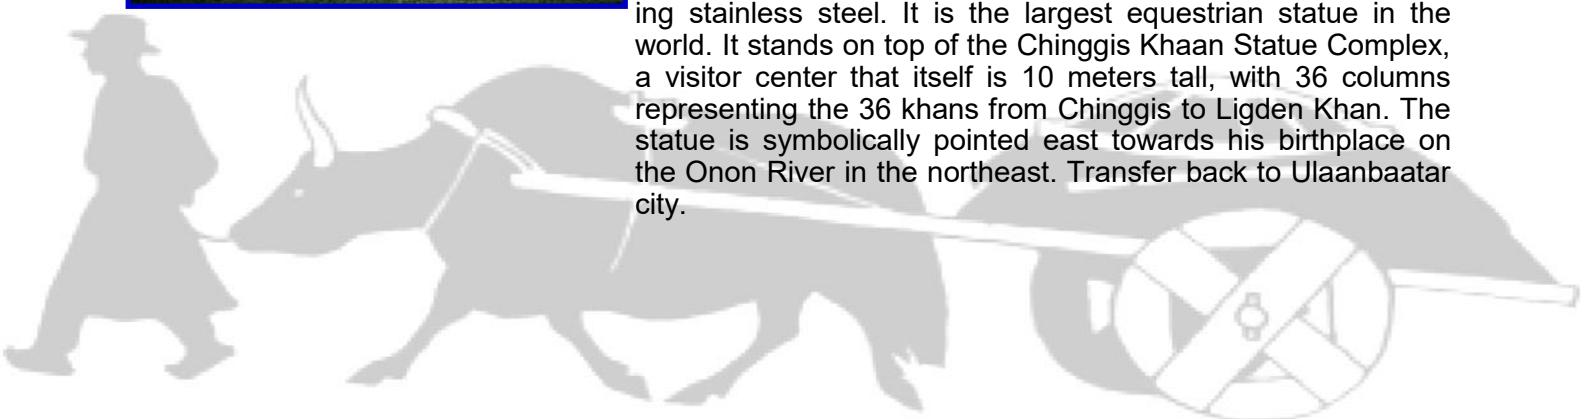 ing stainless steel. It is the largest equestrian statue in the
world. It stands on top of the Chinggis Khaan Statue Complex,
a visitor center that itself is 10 meters tall, with 36 columns
representing the 36 khans from Chinggis to Ligden Khan. The
statue is symbolically pointed east towards his birthplace on
the Onon River in the northeast. Transfer back to Ulaanbaatar
city.